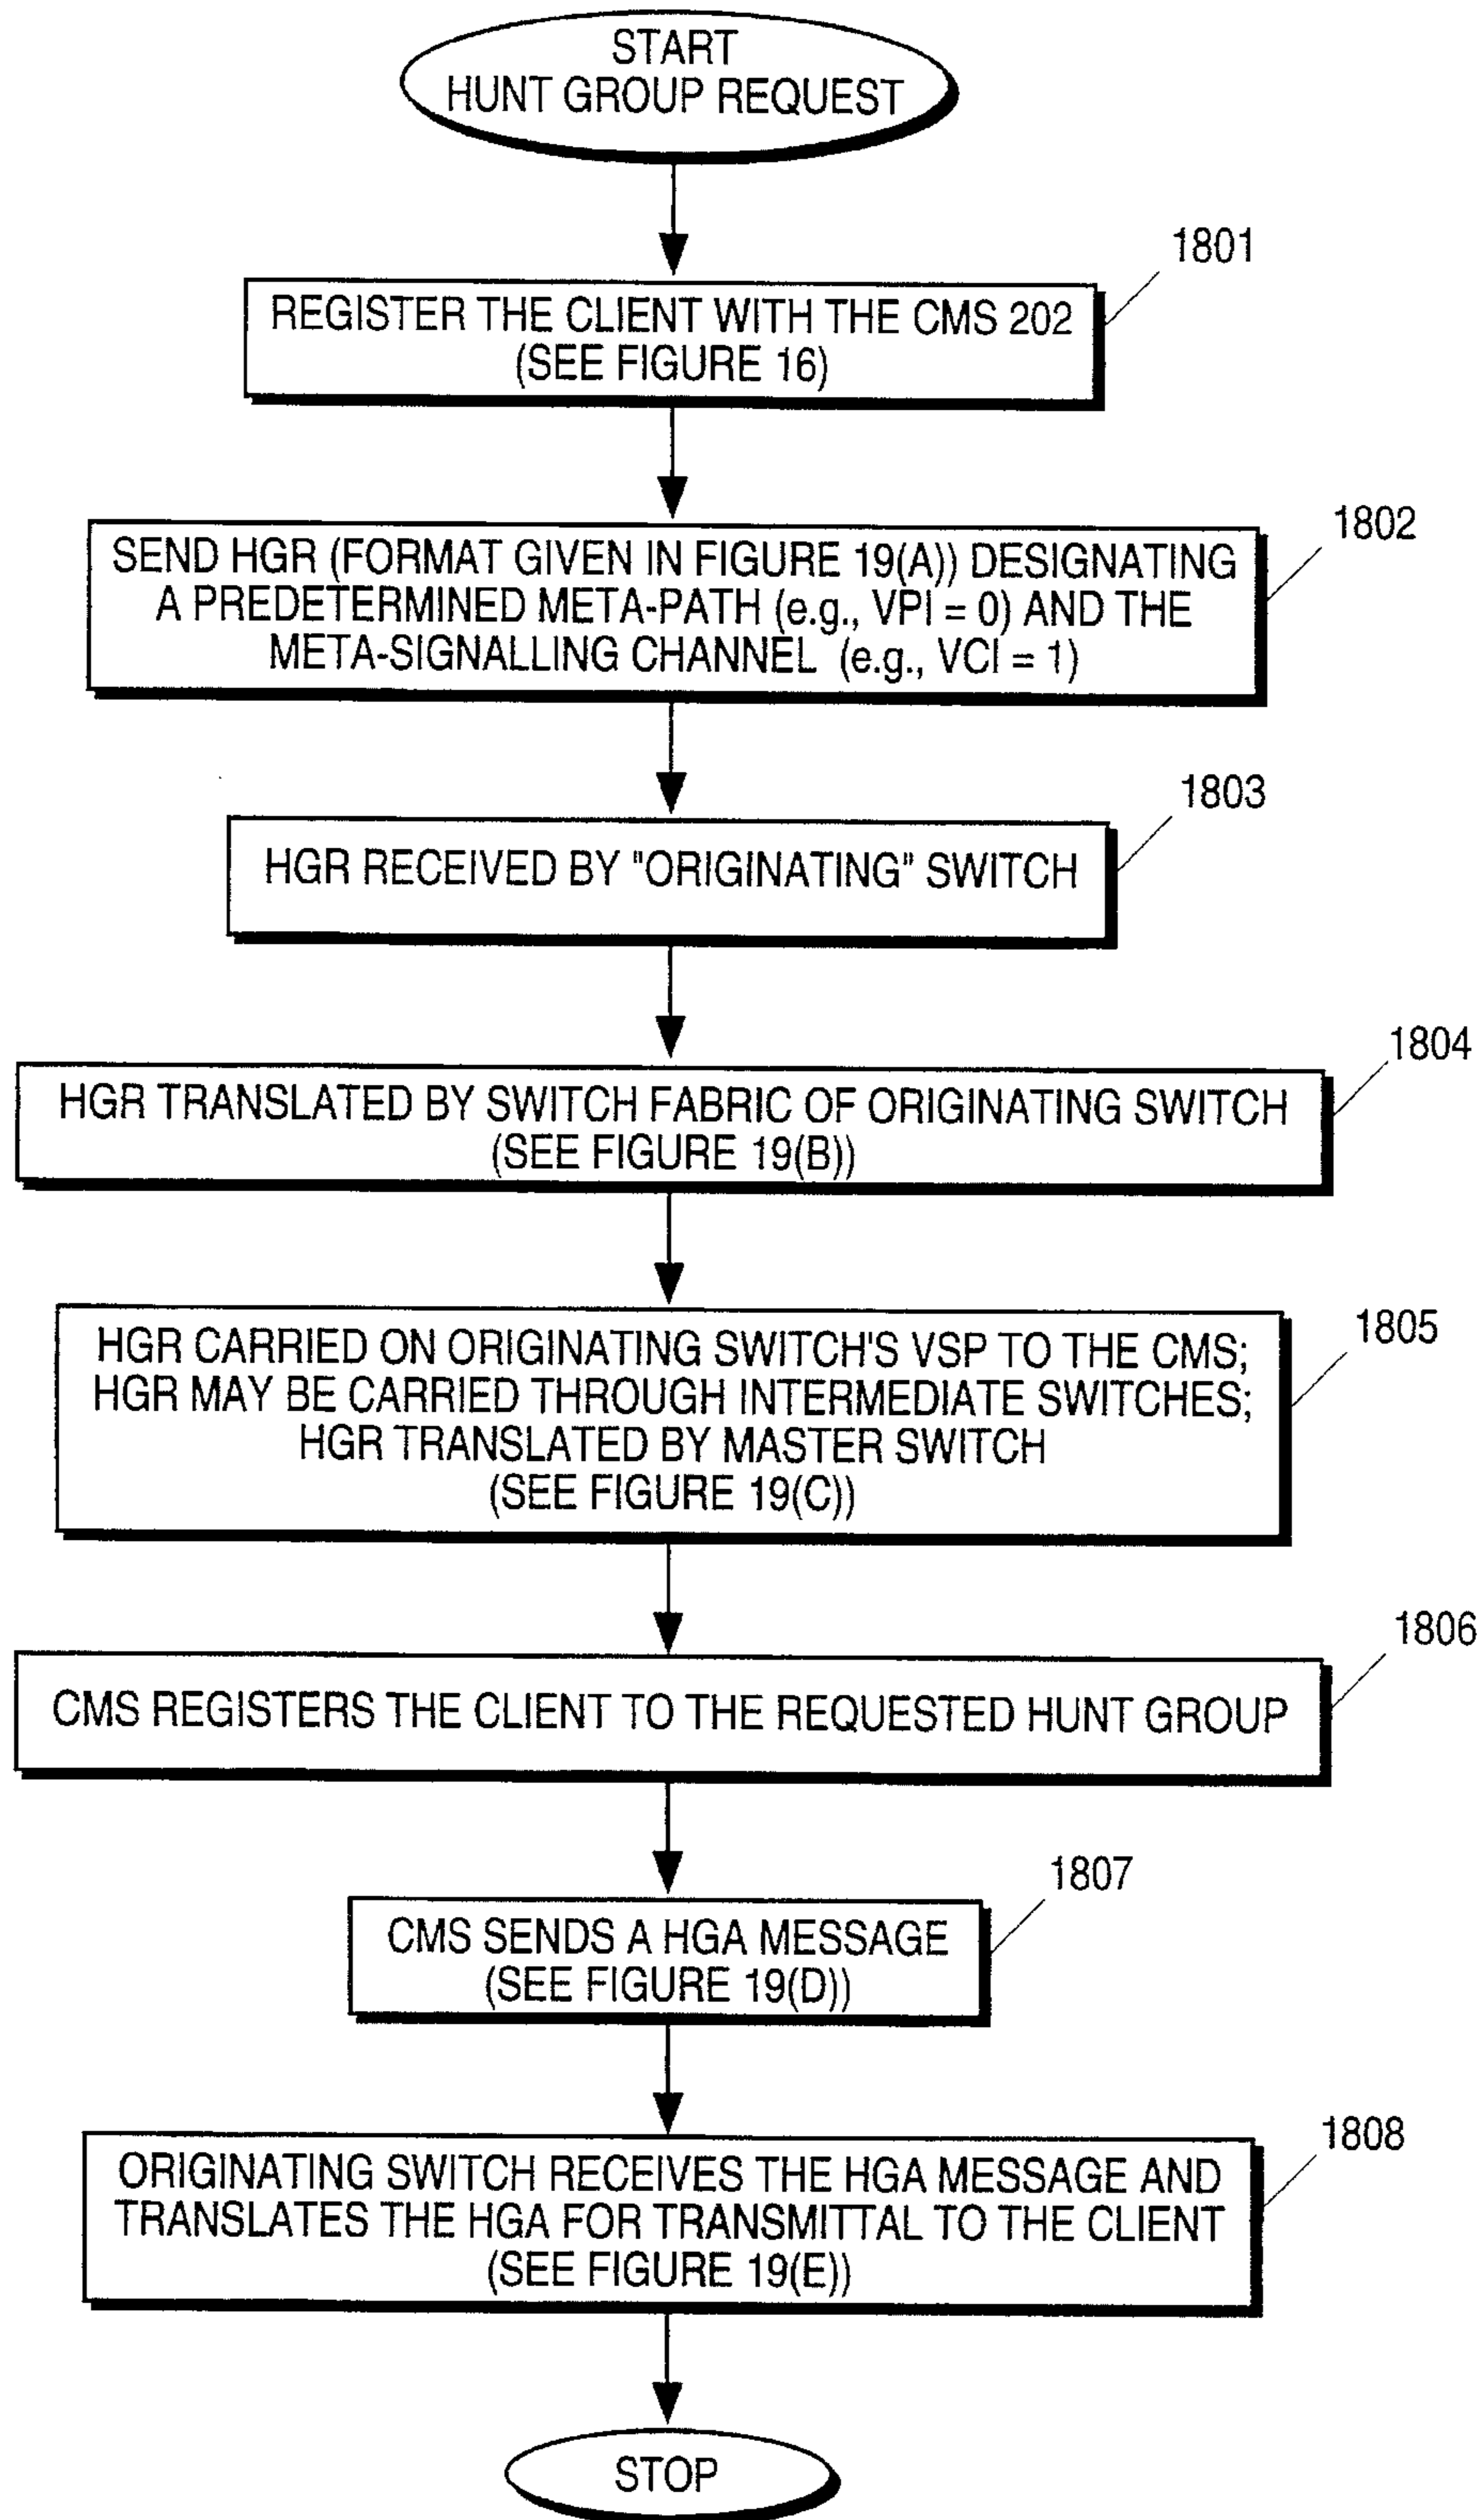 START
HUNT GROUP REQUEST
1801
REGISTER THE CLIENT WITH THE CMS 202
(SEE FIGURE 16)
1802
SEND HGR (FORMAT GIVEN IN FIGURE 19(A)) DESIGNATING
A PREDETERMINED META-PATH (e.g., VPI = 0) AND THE
META-SIGNALLING CHANNEL (e.g., VCI = 1)
1803
HGR RECEIVED BY "ORIGINATING" SWITCH
1804
HGR TRANSLATED BY SWITCH FABRIC OF ORIGINATING SWITCH
(SEE FIGURE 19(B))
1805
HGR CARRIED ON ORIGINATING SWITCH'S VSP TO THE CMS;
HGR MAY BE CARRIED THROUGH INTERMEDIATE SWITCHES;
HGR TRANSLATED BY MASTER SWITCH
(SEE FIGURE 19(C))
1806
CMS REGISTERS THE CLIENT TO THE REQUESTED HUNT GROUP
1807
CMS SENDS A HGA MESSAGE
(SEE FIGURE 19(D))
1808
ORIGINATING SWITCH RECEIVES THE HGA MESSAGE AND
TRANSLATES THE HGA FOR TRANSMITTAL TO THE CLIENT
(SEE FIGURE 19(E))
STOP